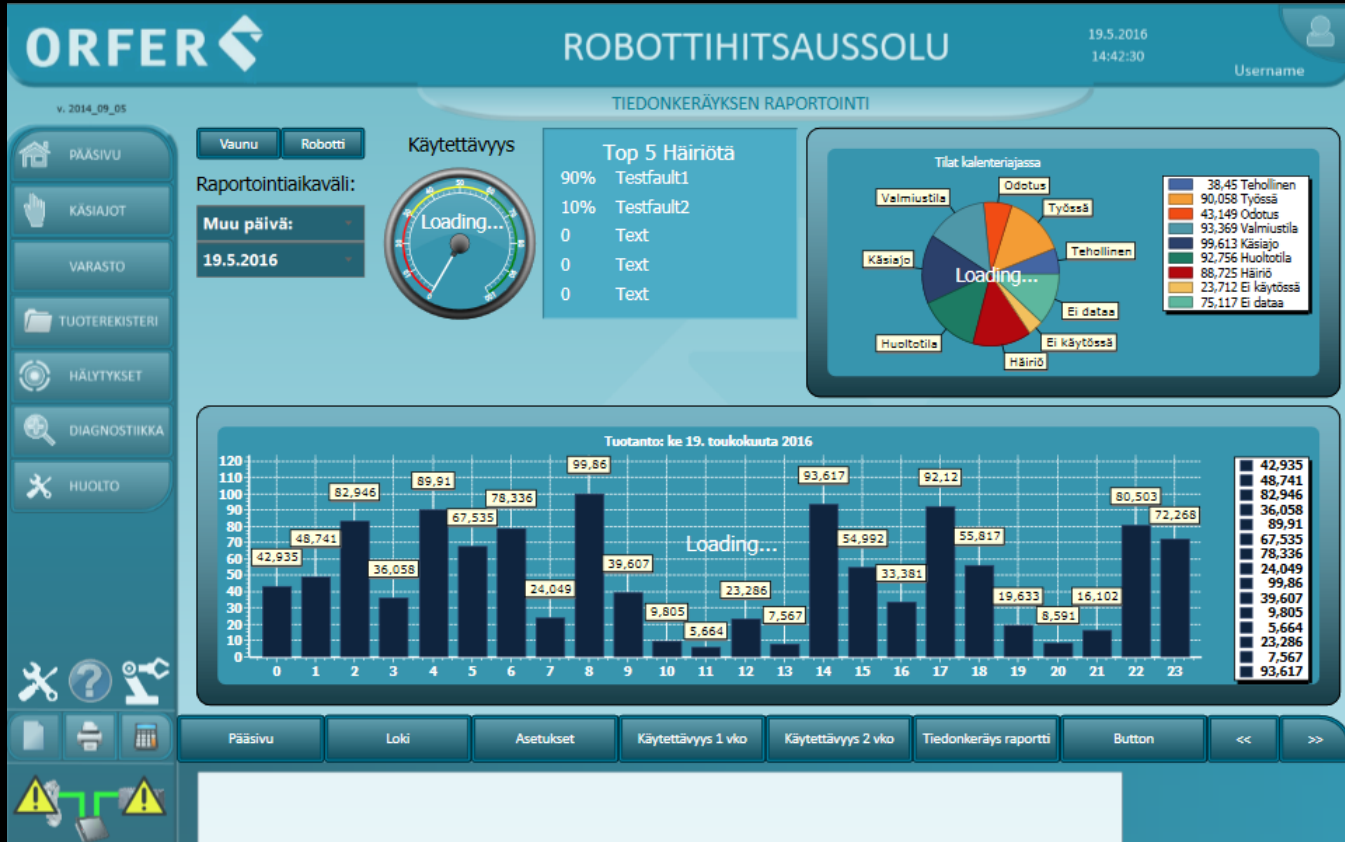 ORFER
ROBOTTIHITSAUSSOLU
19.5.2016
14:42:30
Username
v. 2014_09_05
TIEDONKERÄYKSEN RAPORTOINTI
PÄÄSIVU
KÄSIAJOT
VARASTO
TUOTEREKISTERI
HÄLYTYKSET
DIAGNOSTIIKKA
HUOLTO
Vaunu
Robotti
Raportointiaikaväli:
Muu päivä:
19.5.2016
Käytettävyys
Loading...
Top 5 Häiriötä
90% Testfault1
10% Testfault2
0 Text
0 Text
0 Text
Tilat kalenteriajassa
Odotus
Valmiustila
Työssä
Käsiajo
Tehollinen
Loading...
Ei dataa
Huoltotila
Ei käytössä
Häiriö
38,45 Tehollinen
90,058 Työssä
43,149 Odotus
93,369 Valmiustila
99,613 Käsiajo
92,756 Huoltotila
88,725 Häiriö
23,712 Ei käytössä
75,117 Ei dataa
Tuotanto: ke 19. toukokuuta 2016
120
110
100
90
80
70
60
50
40
30
20
10
0
42,935
48,741
82,946
36,058
89,91
67,535
78,336
24,049
99,86
39,607
9,805
5,664
23,286
7,567
93,617
54,992
33,381
92,12
55,817
19,633
8,591
16,102
80,503
72,268
Loading...
0 1 2 3 4 5 6 7 8 9 10 11 12 13 14 15 16 17 18 19 20 21 22 23
42,935
48,741
82,946
36,058
89,91
67,535
78,336
24,049
99,86
39,607
9,805
5,664
23,286
7,567
93,617
Pääsivu
Loki
Asetukset
Käytettävyys 1 vko
Käytettävyys 2 vko
Tiedonkeräys raportti
Button
<<
>>